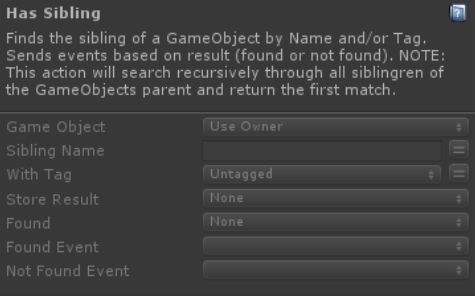 Has Sibling
Finds the sibling of a GameObject by Name and/or Tag.
Sends events based on result (found or not found). NOTE:
This action will search recursively through all siblingren of
the GameObjects parent and return the first match.
Game Object Use Owner
Sibling Name
With Tag Untagged
Store Result None
Found None
Found Event
Not Found Event